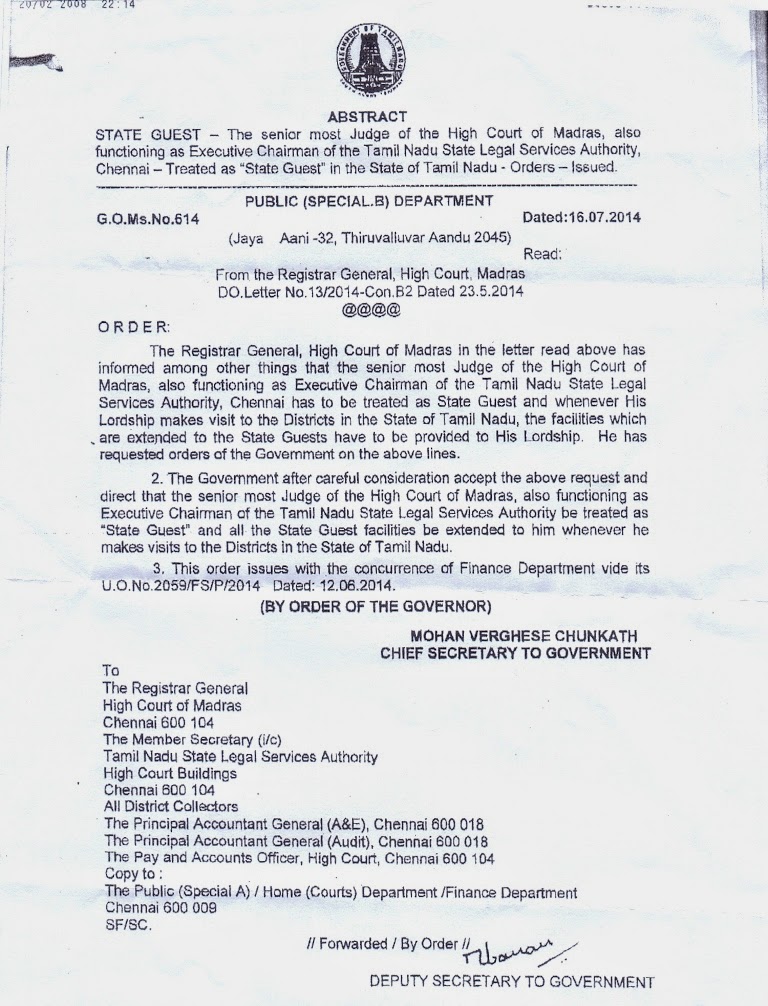 20/02 2008 22:14
GOVERNMENT OF TAMIL NADU
ABSTRACT
STATE GUEST – The senior most Judge of the High Court of Madras, also
functioning as Executive Chairman of the Tamil Nadu State Legal Services Authority,
Chennai – Treated as "State Guest" in the State of Tamil Nadu - Orders – Issued.
PUBLIC (SPECIAL.B) DEPARTMENT
G.O.Ms.No.614 Dated:16.07.2014
(Jaya Aani -32, Thiruvalluvar Aandu 2045)
Read:
From the Registrar General, High Court, Madras
DO.Letter No.13/2014-Con.B2 Dated 23.5.2014
@@@@
ORDER:
The Registrar General, High Court of Madras in the letter read above has
informed among other things that the senior most Judge of the High Court of
Madras, also functioning as Executive Chairman of the Tamil Nadu State Legal
Services Authority, Chennai has to be treated as State Guest and whenever His
Lordship makes visit to the Districts in the State of Tamil Nadu, the facilities which
are extended to the State Guests have to be provided to His Lordship. He has
requested orders of the Government on the above lines.
2. The Government after careful consideration accept the above request and
direct that the senior most Judge of the High Court of Madras, also functioning as
Executive Chairman of the Tamil Nadu State Legal Services Authority be treated as
"State Guest" and all the State Guest facilities be extended to him whenever he
makes visits to the Districts in the State of Tamil Nadu.
3. This order issues with the concurrence of Finance Department vide its
U.O.No.2059/FS/P/2014 Dated: 12.06.2014.
(BY ORDER OF THE GOVERNOR)
MOHAN VERGHESE CHUNKATH
CHIEF SECRETARY TO GOVERNMENT
To
The Registrar General
High Court of Madras
Chennai 600 104
The Member Secretary (i/c)
Tamil Nadu State Legal Services Authority
High Court Buildings
Chennai 600 104
All District Collectors
The Principal Accountant General (A&E), Chennai 600 018
The Principal Accountant General (Audit), Chennai 600 018
The Pay and Accounts Officer, High Court, Chennai 600 104
Copy to :
The Public (Special A) / Home (Courts) Department /Finance Department
Chennai 600 009
SF/SC.
// Forwarded / By Order //
DEPUTY SECRETARY TO GOVERNMENT